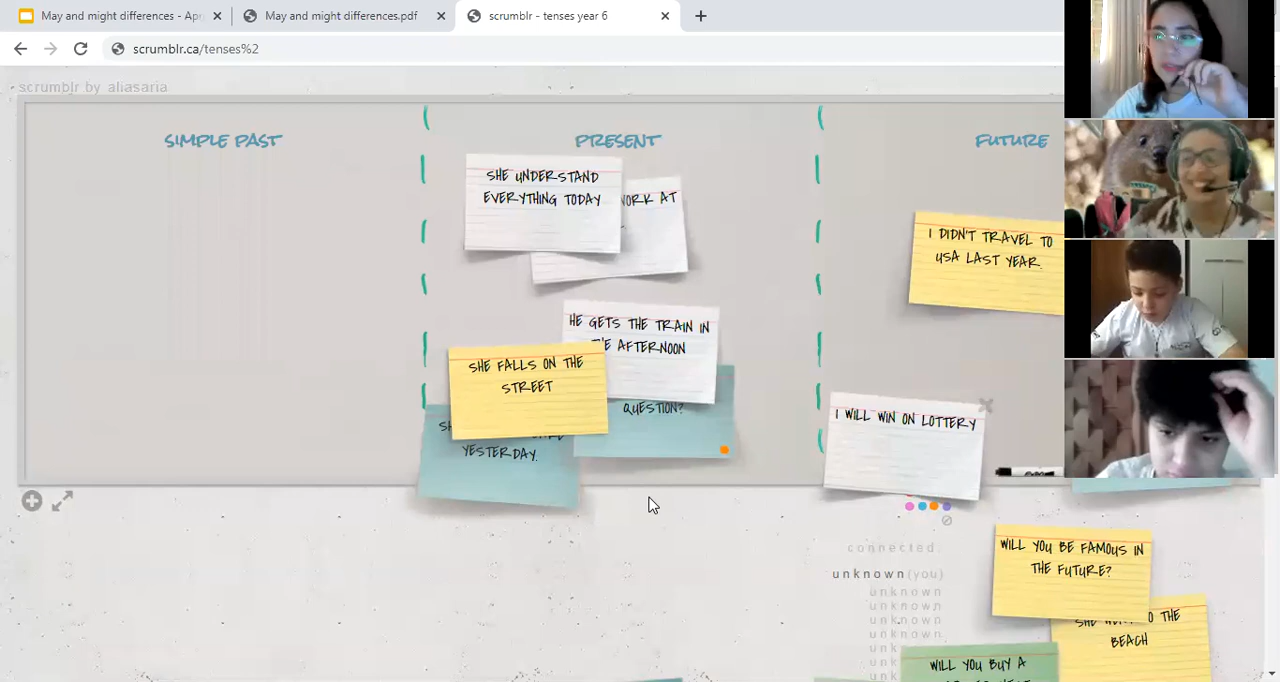 May and might differences - Apr
May and might differences.pdf
scrumblr - tenses year 6
scrumblr.ca/tenses%2
scrumblr by aliasaria
SIMPLE PAST
PRESENT
FUTURE
SHE UNDERSTAND
EVERYTHING TODAY
WORK AT
I DIDN'T TRAVEL TO
USA LAST YEAR.
HE GETS THE TRAIN IN
THE AFTERNOON
SHE FALLS ON THE
STREET
QUESTION?
YESTERDAY.
I WILL WIN ON LOTTERY
WILL YOU BE FAMOUS IN
THE FUTURE?
THE
BEACH
WILL YOU BUY A
connected.
unknown (you)
unknown
unknown
unknown
unknown